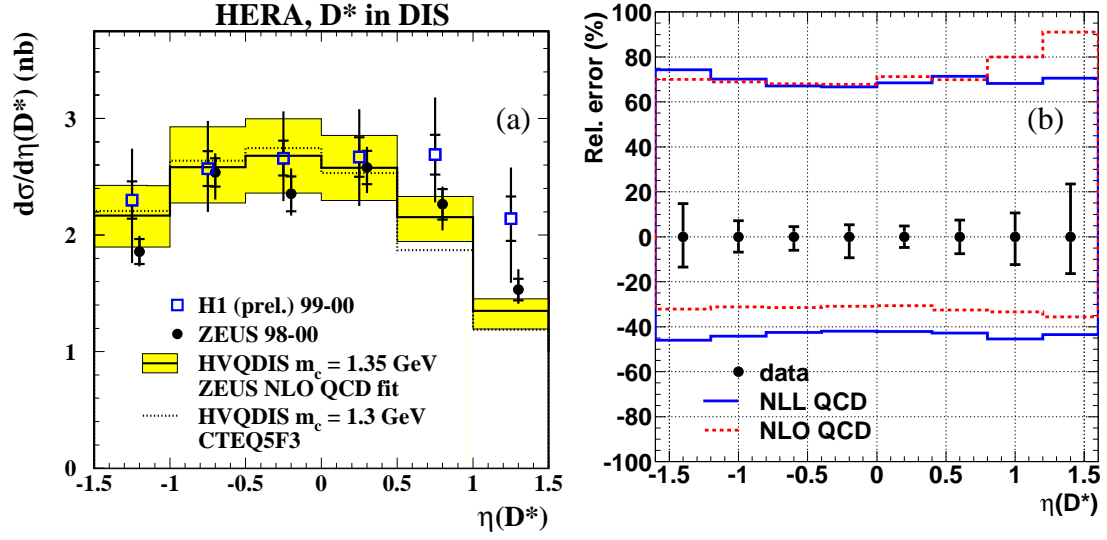 HERA, D* in DIS
dσ/dη(D*) (nb)
3
2
1
0
(a)
H1 (prel.) 99-00
ZEUS 98-00
HVQDIS m_c = 1.35 GeV
ZEUS NLO QCD fit
HVQDIS m_c = 1.3 GeV
CTEQ5F3
-1.5 -1 -0.5 0 0.5 1 1.5
η(D*)
Rel. error (%)
100
80
60
40
20
0
-20
-40
-60
-80
-100
(b)
data
NLL QCD
NLO QCD
-1.5 -1 -0.5 0 0.5 1 1.5
η(D*)